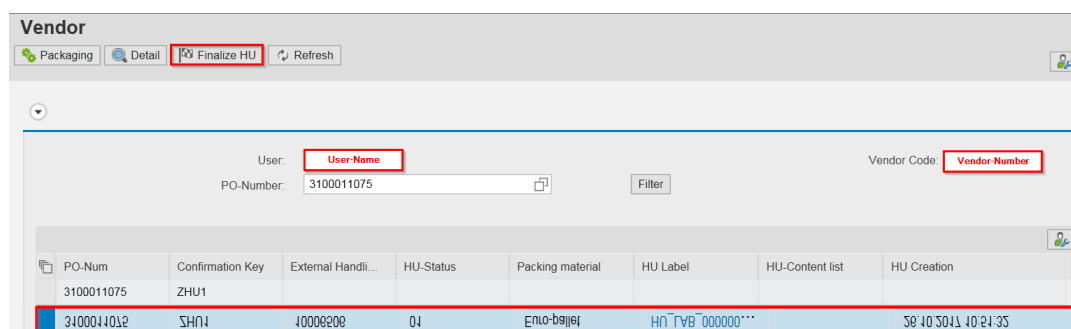 Vendor
Packaging Detail Finalize HU Refresh
User: User-Name Vendor Code: Vendor-Number
PO-Number: 3100011075 Filter
PO-Num Confirmation Key External Handli... HU-Status Packing material HU Label HU-Content list HU Creation
3100011075 ZHU1
3100011075 ZHU1 10006506 01 Euro-pallet HU_LAB_000000... 26.10.2017 10:51:32